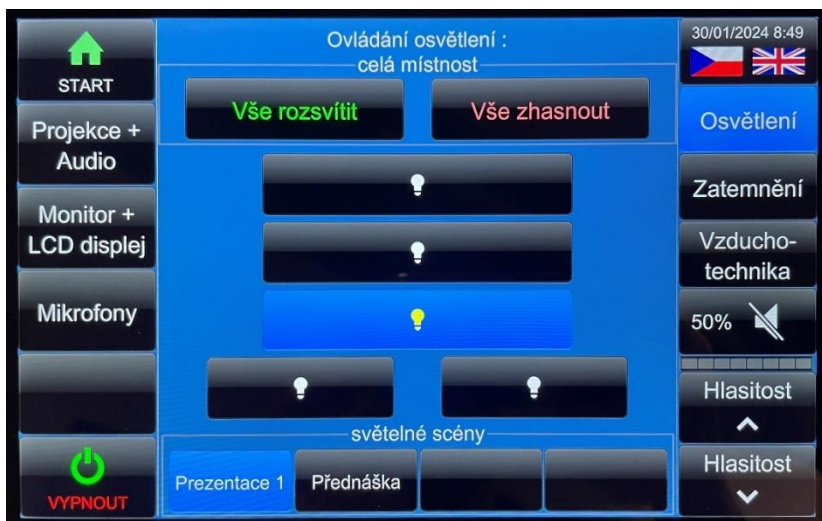 START
Projekce +
Audio
Monitor +
LCD displej
Mikrofony
VYPNOUT
Ovládání osvětlení :
celá místnost
Vše rozsvítit
Vše zhasnout
světelné scény
Prezentace 1
Přednáška
30/01/2024 8:49
Osvětlení
Zatemnění
Vzducho-
technika
50%
Hlasitost
Hlasitost